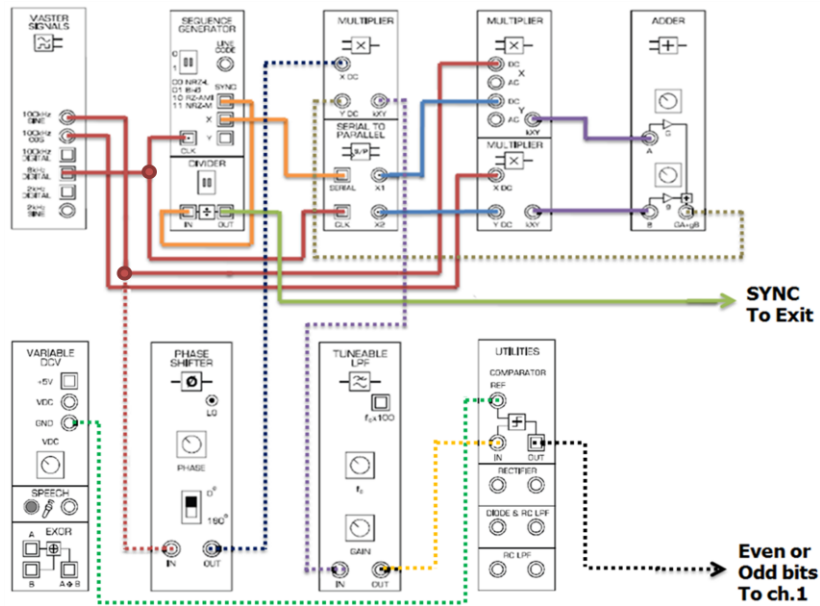 MASTER
SIGNALS
100kHz
SINE
100kHz
COS
100kHz
DIGITAL
8kHz
DIGITAL
2kHz
DIGITAL
2kHz
SINE
SEQUENCE
GENERATOR
0
1
LINE
CODE
00 NRZ-L
01 Bi-Φ
10 RZ-AMI
11 NRZ-M
SYNC
X
Y
CLK
DIVIDER
IN
OUT
MULTIPLIER
X DC
Y DC
kXY
SERIAL TO
PARALLEL
S/P
SERIAL
X1
CLK
X2
MULTIPLIER
DC
X
AC
DC
Y
AC
kXY
MULTIPLIER
X DC
Y DC
kXY
ADDER
G
A
g
B
GA+gB
SYNC
To Exit
VARIABLE
DCV
+5V
VDC
GND
VDC
SPEECH
EXOR
A
B
A⊕B
PHASE
SHIFTER
LO
PHASE
0°
180°
IN
OUT
TUNEABLE
LPF
fcx100
fc
GAIN
IN
OUT
UTILITIES
COMPARATOR
REF
IN
OUT
RECTIFIER
DIODE & RC LPF
RC LPF
Even or
Odd bits
To ch.1